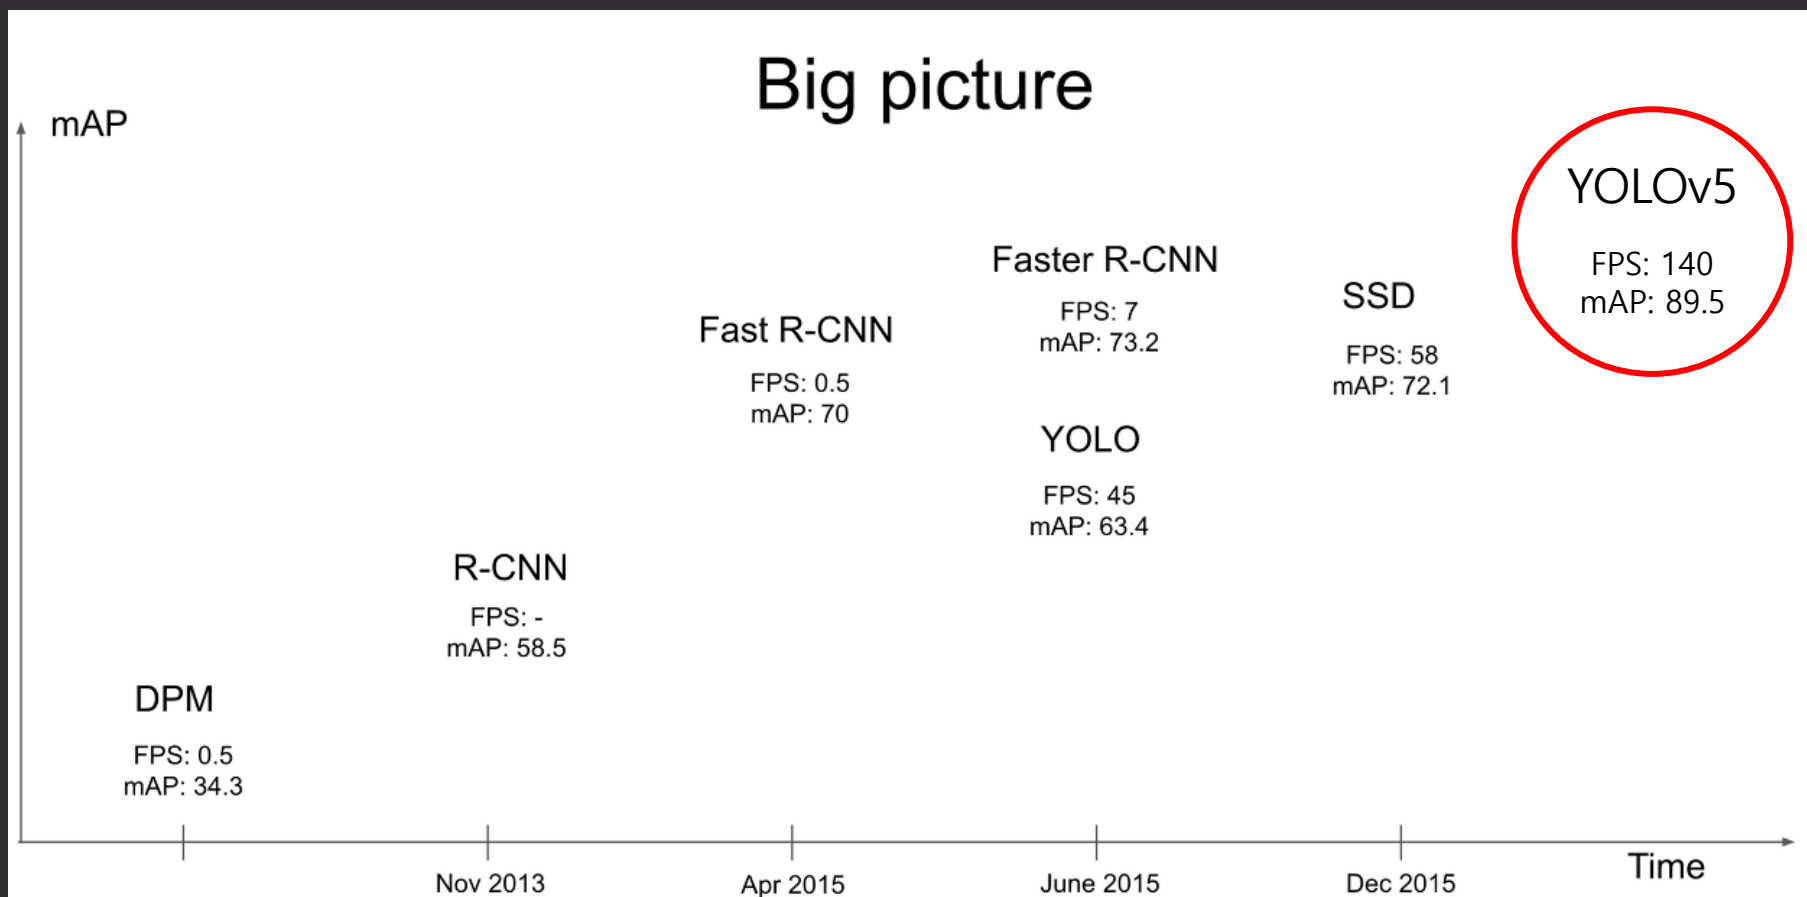 Big picture
mAP
YOLOv5
FPS: 140
mAP: 89.5
Faster R-CNN
FPS: 7
mAP: 73.2
SSD
FPS: 58
mAP: 72.1
Fast R-CNN
FPS: 0.5
mAP: 70
YOLO
FPS: 45
mAP: 63.4
R-CNN
FPS: -
mAP: 58.5
DPM
FPS: 0.5
mAP: 34.3
Nov 2013
Apr 2015
June 2015
Dec 2015
Time